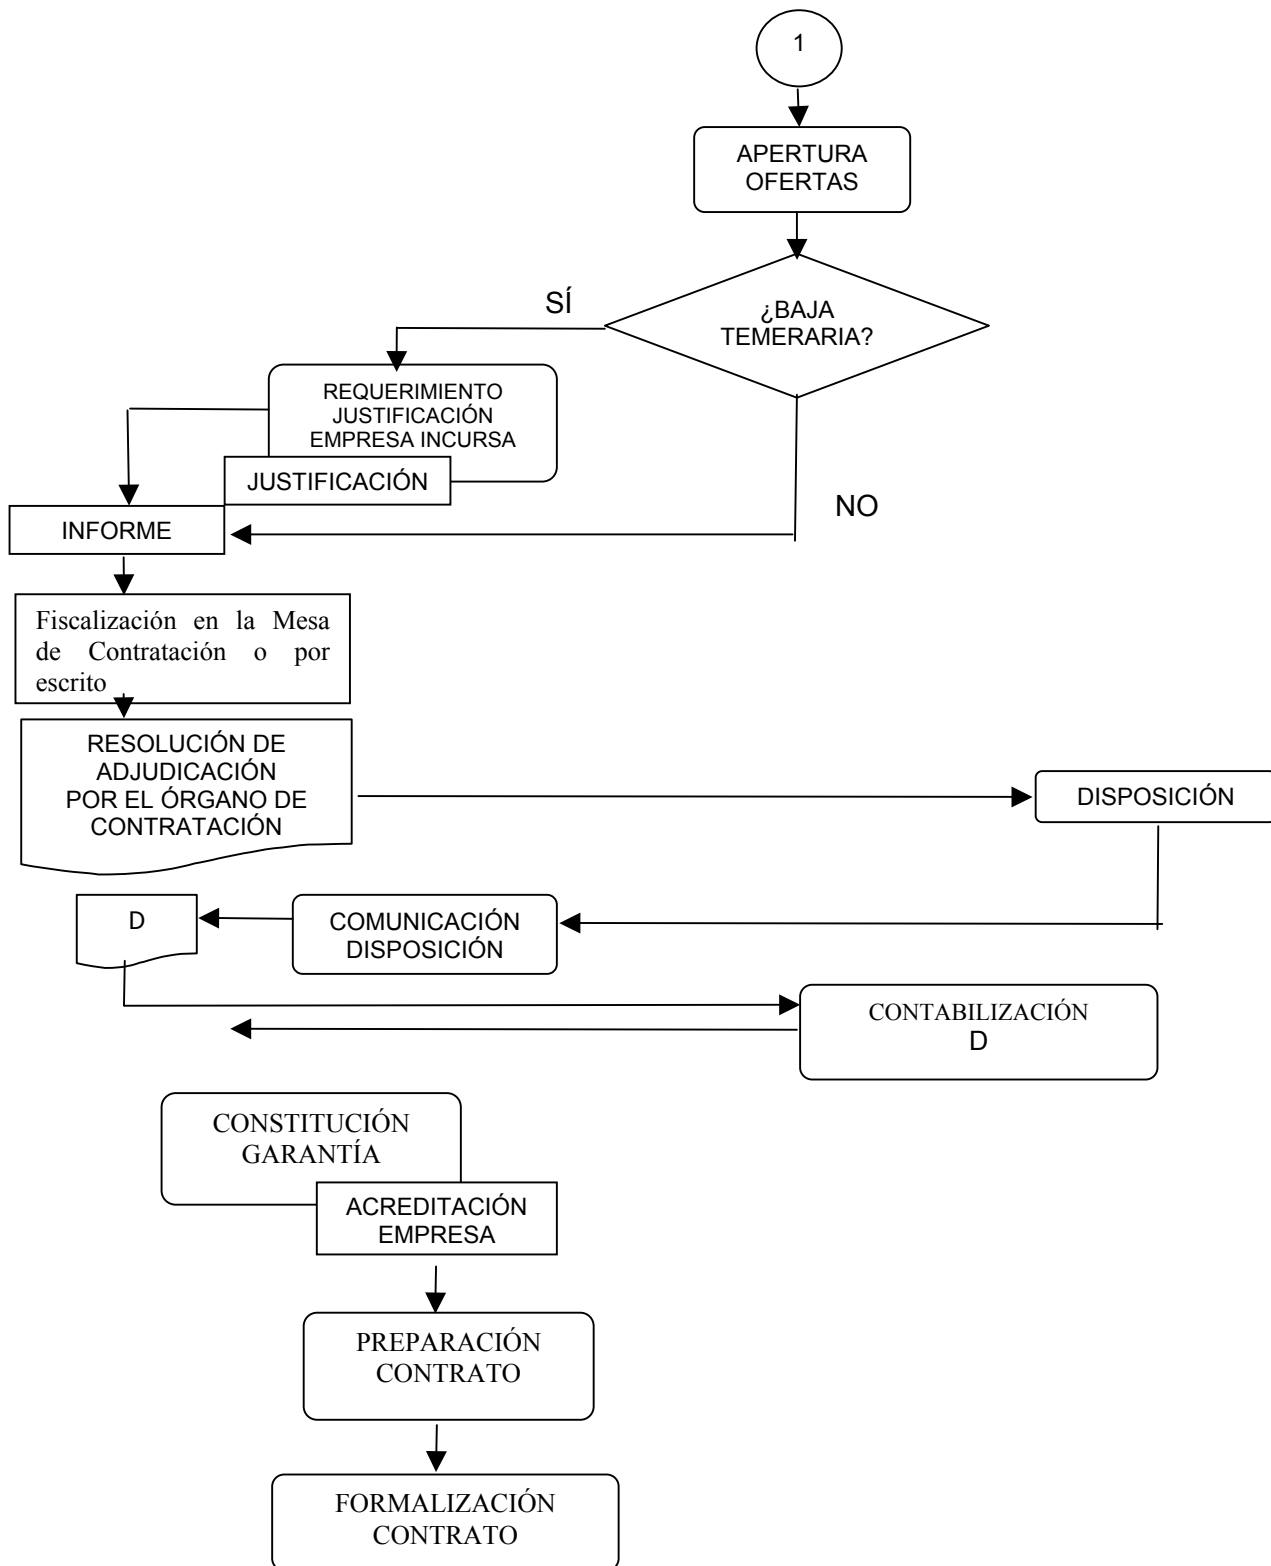 1
APERTURA
OFERTAS
¿BAJA
TEMERARIA?
SÍ
REQUERIMIENTO
JUSTIFICACIÓN
EMPRESA INCURSA
JUSTIFICACIÓN
NO
INFORME
Fiscalización en la Mesa
de Contratación o por
escrito
RESOLUCIÓN DE
ADJUDICACIÓN
POR EL ÓRGANO DE
CONTRATACIÓN
DISPOSICIÓN
D
COMUNICACIÓN
DISPOSICIÓN
CONTABILIZACIÓN
D
CONSTITUCIÓN
GARANTÍA
ACREDITACIÓN
EMPRESA
PREPARACIÓN
CONTRATO
FORMALIZACIÓN
CONTRATO